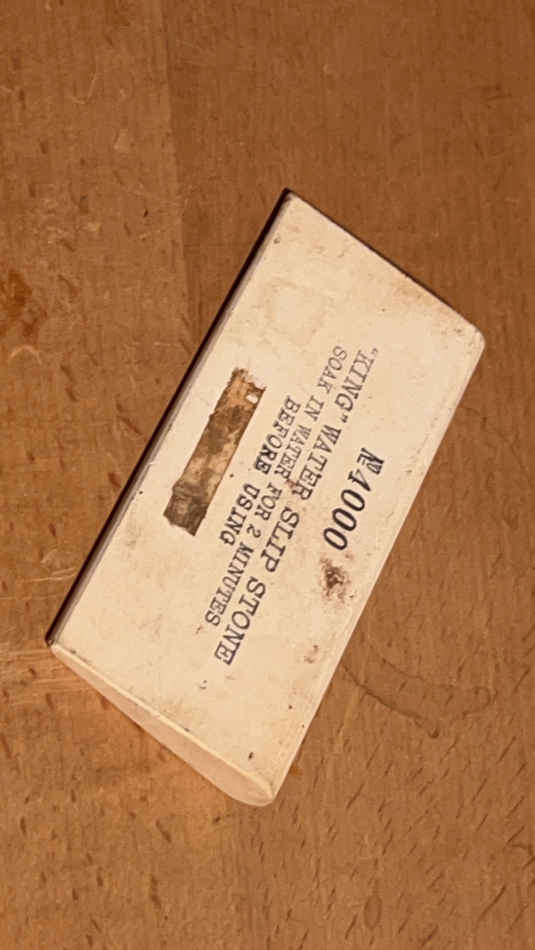 №4000
"KING" WATER SLIP STONE
SOAK IN WATER FOR 2 MINUTES
BEFORE USING